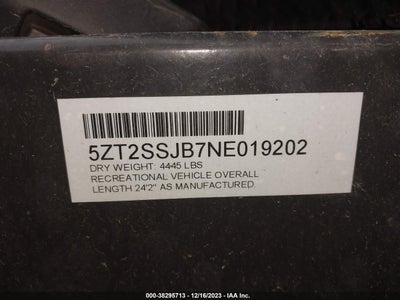 5ZT2SSJB7NE019202
DRY WEIGHT: 4445 LBS
RECREATIONAL VEHICLE OVERALL
LENGTH 24'2" AS MANUFACTURED.
000-38295713 - 12/16/2023 - IAA Inc.